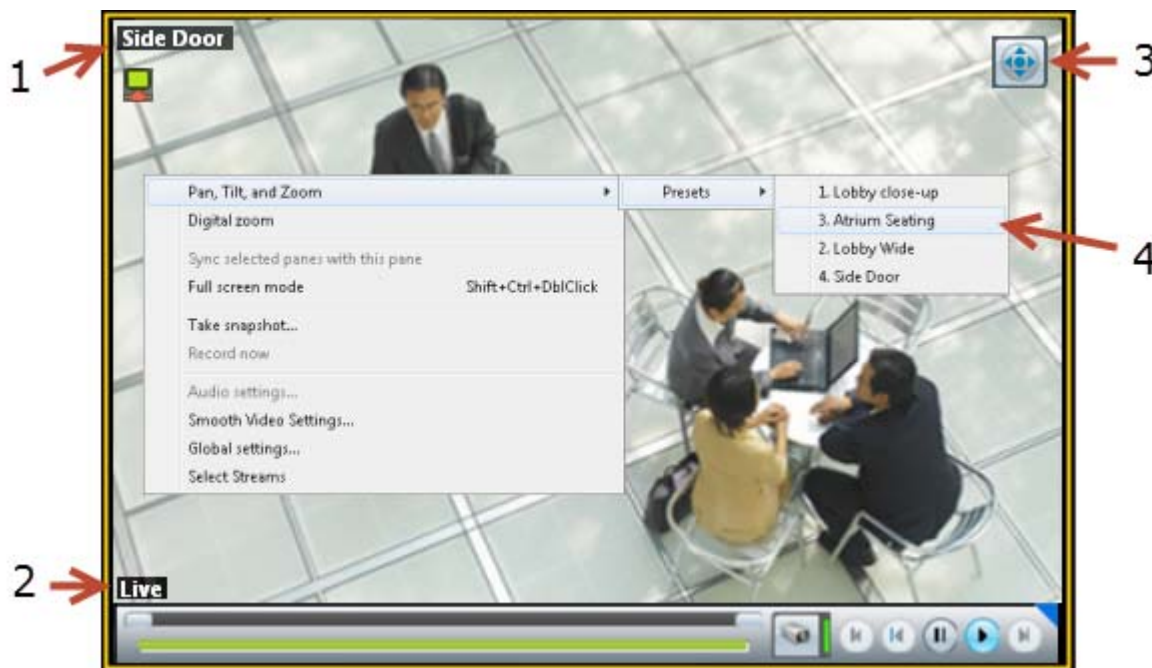 Side Door
1
3
Pan, Tilt, and Zoom
Presets
1. Lobby close-up
Digital zoom
3. Atrium Seating
4
Sync selected panes with this pane
2. Lobby Wide
Full screen mode Shift+Ctrl+DblClick
4. Side Door
Take snapshot...
Record now
Audio settings...
Smooth Video Settings...
Global settings...
Select Streams
2
Live